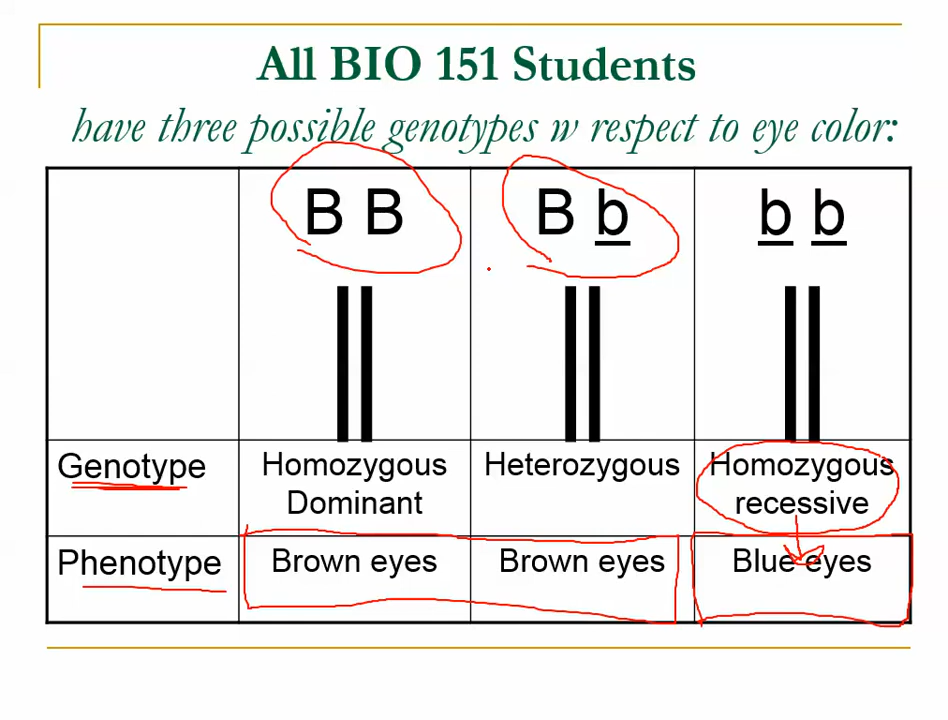 All BIO 151 Students
have three possible genotypes w respect to eye color:
B B
B b
b b
Genotype
Homozygous
Dominant
Heterozygous
Homozygous
recessive
Phenotype
Brown eyes
Brown eyes
Blue eyes